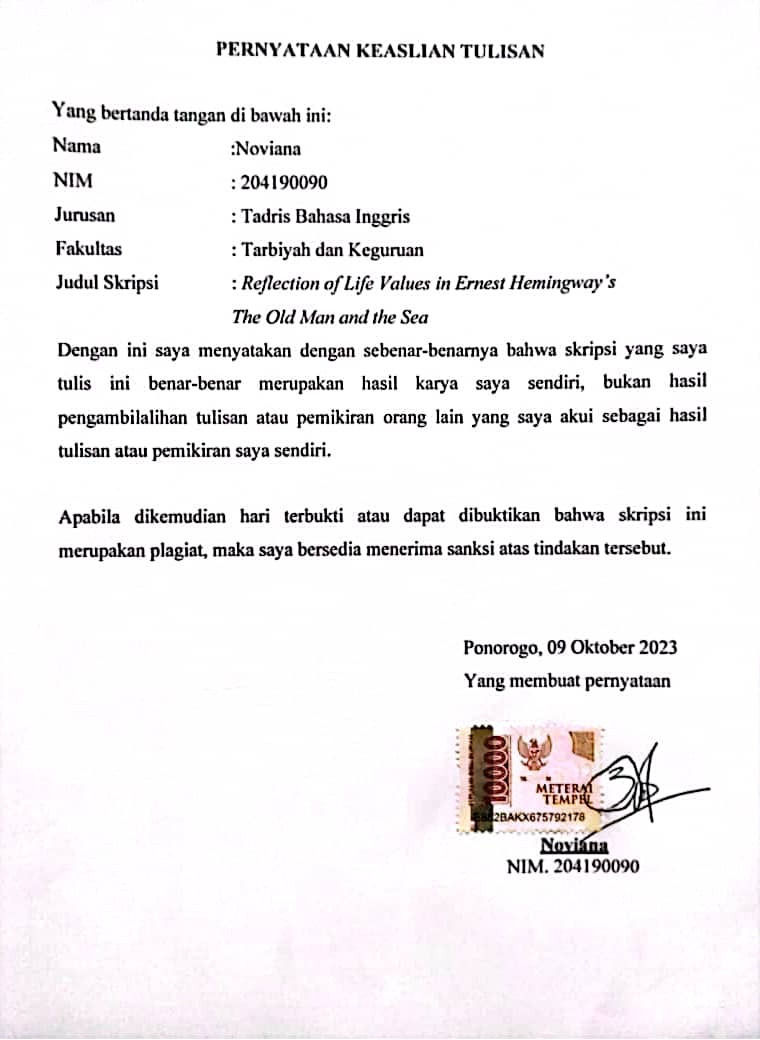 PERNYATAAN KEASLIAN TULISAN
Yang bertanda tangan di bawah ini:
Nama :Noviana
NIM : 204190090
Jurusan : Tadris Bahasa Inggris
Fakultas : Tarbiyah dan Keguruan
Judul Skripsi : Reflection of Life Values in Ernest Hemingway's
The Old Man and the Sea
Dengan ini saya menyatakan dengan sebenar-benarnya bahwa skripsi yang saya
tulis ini benar-benar merupakan hasil karya saya sendiri, bukan hasil
pengambilalihan tulisan atau pemikiran orang lain yang saya akui sebagai hasil
tulisan atau pemikiran saya sendiri.
Apabila dikemudian hari terbukti atau dapat dibuktikan bahwa skripsi ini
merupakan plagiat, maka saya bersedia menerima sanksi atas tindakan tersebut.
Ponorogo, 09 Oktober 2023
Yang membuat pernyataan
10000
METERAI
TEMPEL
Noviana
NIM. 204190090